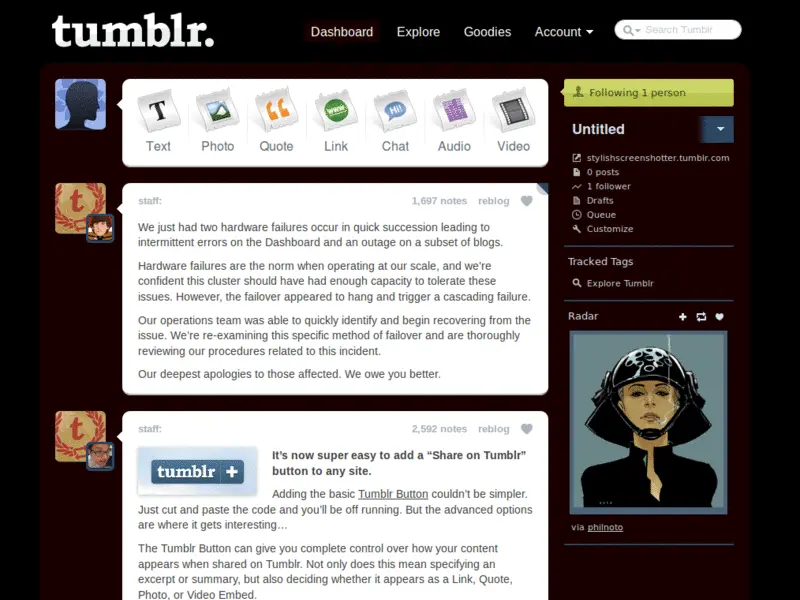 tumblr.
Dashboard Explore Goodies Account Search Tumblr
T WWW Hi!
Text Photo Quote Link Chat Audio Video
staff: 1,697 notes reblog
We just had two hardware failures occur in quick succession leading to
intermittent errors on the Dashboard and an outage on a subset of blogs.
Hardware failures are the norm when operating at our scale, and we're
confident this cluster should have had enough capacity to tolerate these
issues. However, the failover appeared to hang and trigger a cascading failure.
Our operations team was able to quickly identify and begin recovering from the
issue. We're re-examining this specific method of failover and are thoroughly
reviewing our procedures related to this incident.
Our deepest apologies to those affected. We owe you better.
staff: 2,592 notes reblog
tumblr +
It's now super easy to add a “Share on Tumblr”
button to any site.
Adding the basic Tumblr Button couldn't be simpler.
Just cut and paste the code and you'll be off running. But the advanced options
are where it gets interesting…
The Tumblr Button can give you complete control over how your content
appears when shared on Tumblr. Not only does this mean specifying an
excerpt or summary, but also deciding whether it appears as a Link, Quote,
Photo, or Video Embed.
Following 1 person
Untitled
stylishscreenshotter.tumblr.com
0 posts
1 follower
Drafts
Queue
Customize
Tracked Tags
Explore Tumblr
Radar
via philnoto